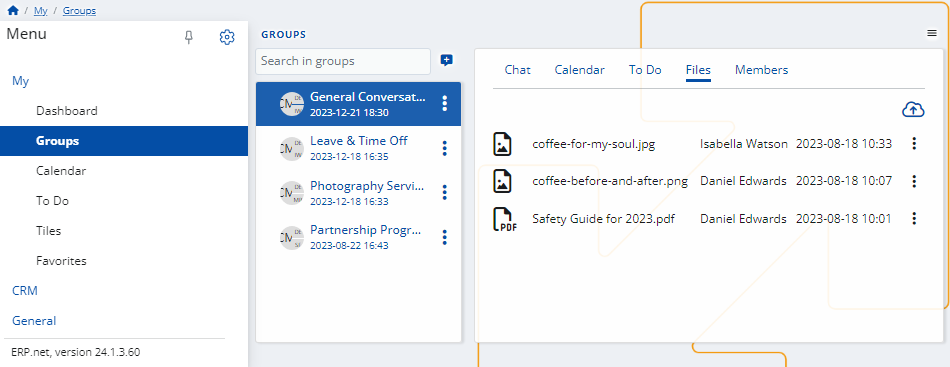 / My / Groups
Menu
My
Dashboard
Groups
Calendar
To Do
Tiles
Favorites
CRM
General
ERP.net, version 24.1.3.60
GROUPS
Search in groups
General Conversat...
2023-12-21 18:30
Leave & Time Off
2023-12-18 16:35
Photography Servi...
2023-12-18 16:33
Partnership Progr...
2023-08-22 16:43
Chat Calendar To Do Files Members
coffee-for-my-soul.jpg Isabella Watson 2023-08-18 10:33
coffee-before-and-after.png Daniel Edwards 2023-08-18 10:07
PDF Safety Guide for 2023.pdf Daniel Edwards 2023-08-18 10:01